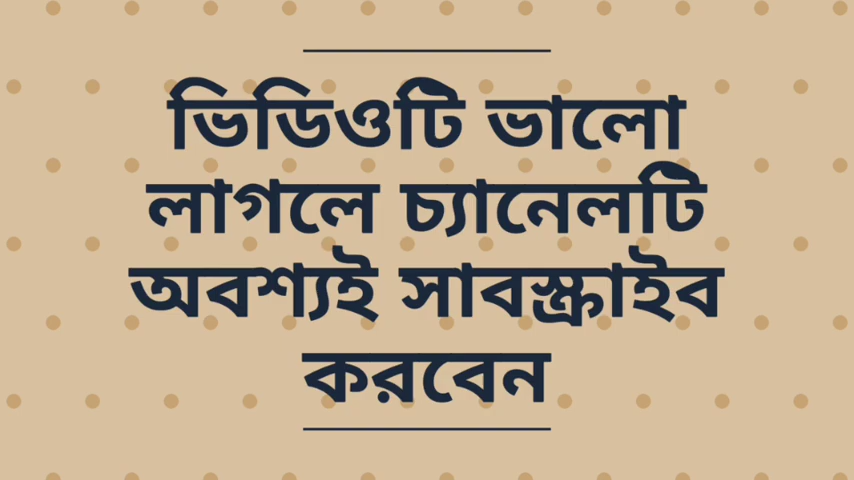 ভিডিওটি ভালো
লাগলে চ্যানেলটি
অবশ্যই সাবস্ক্রাইব
করবেন